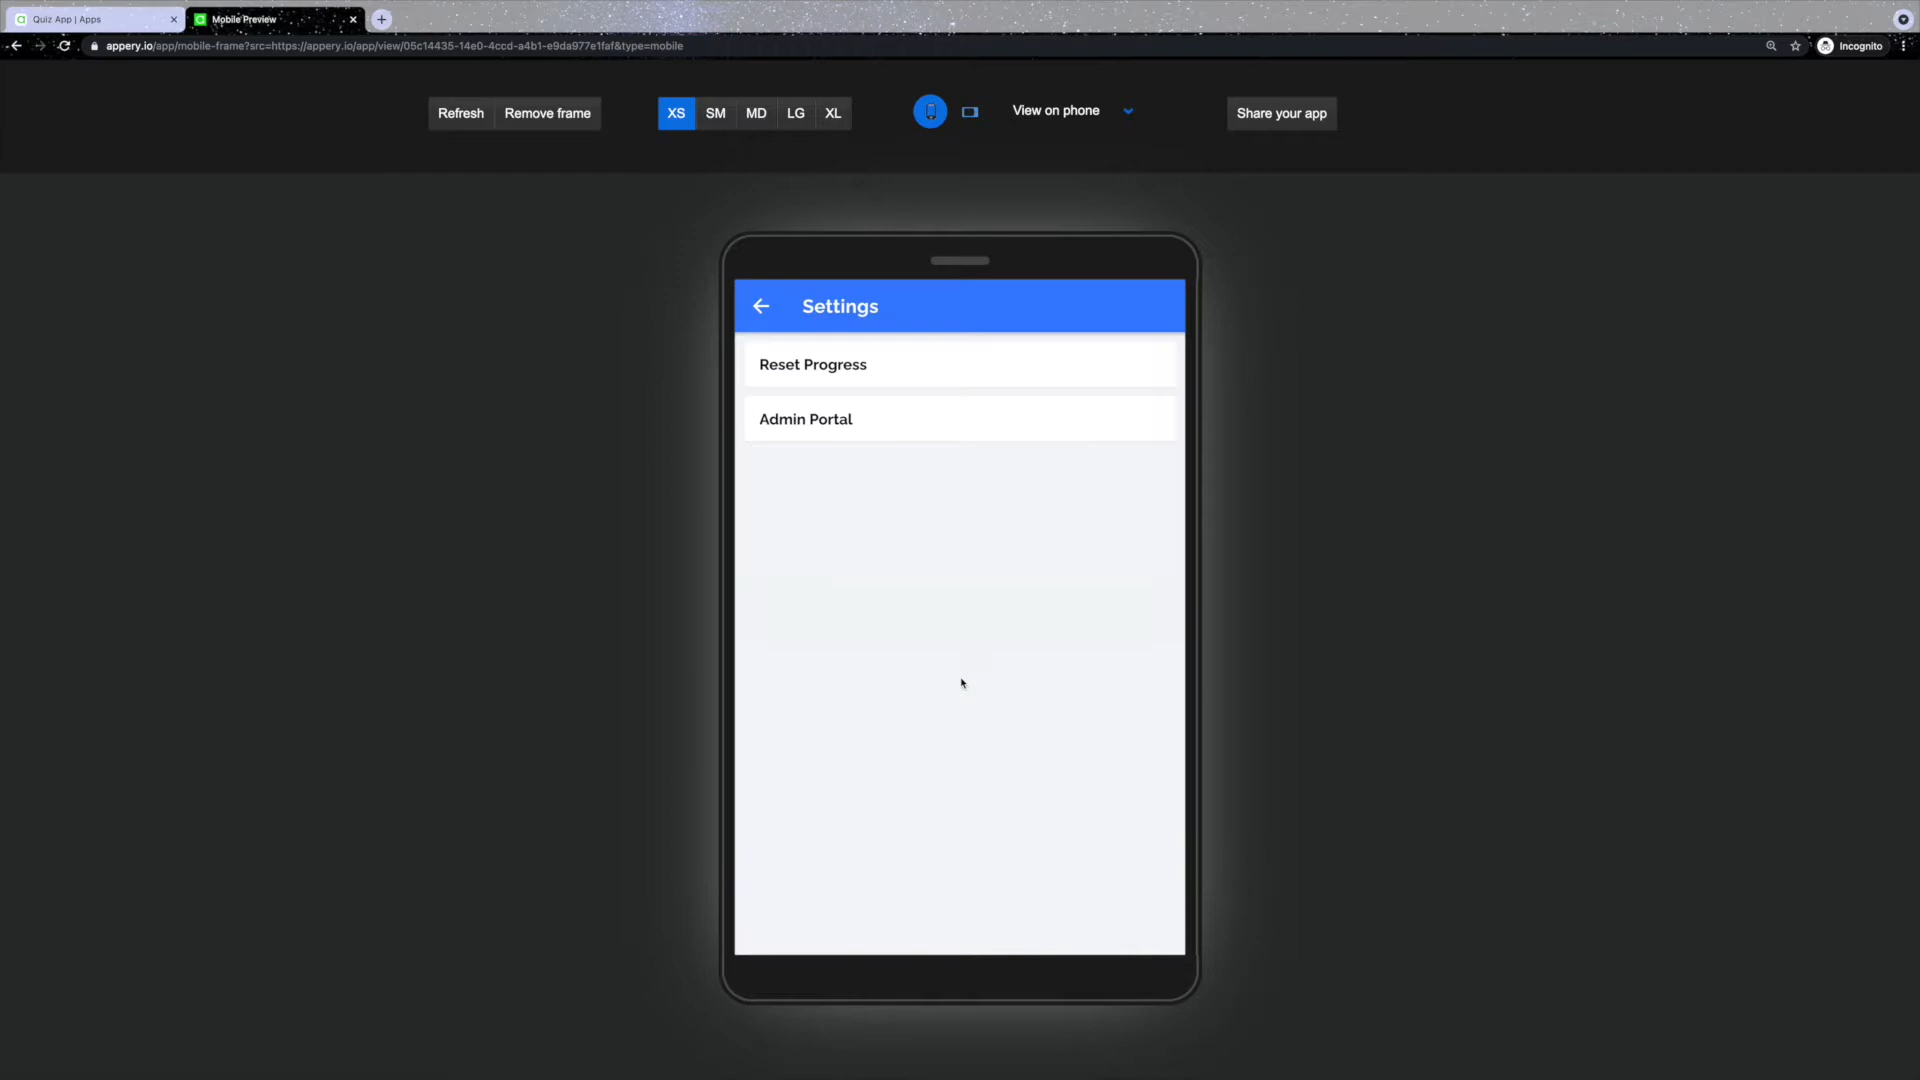 Quiz App | Apps
Mobile Preview
appery.io/app/mobile-frame?src=https://appery.io/app/view/05c14435-14e0-4ccd-a4b1-e9da977e1faf&type=mobile
Incognito
Refresh
Remove frame
XS
SM
MD
LG
XL
View on phone
Share your app
Settings
Reset Progress
Admin Portal